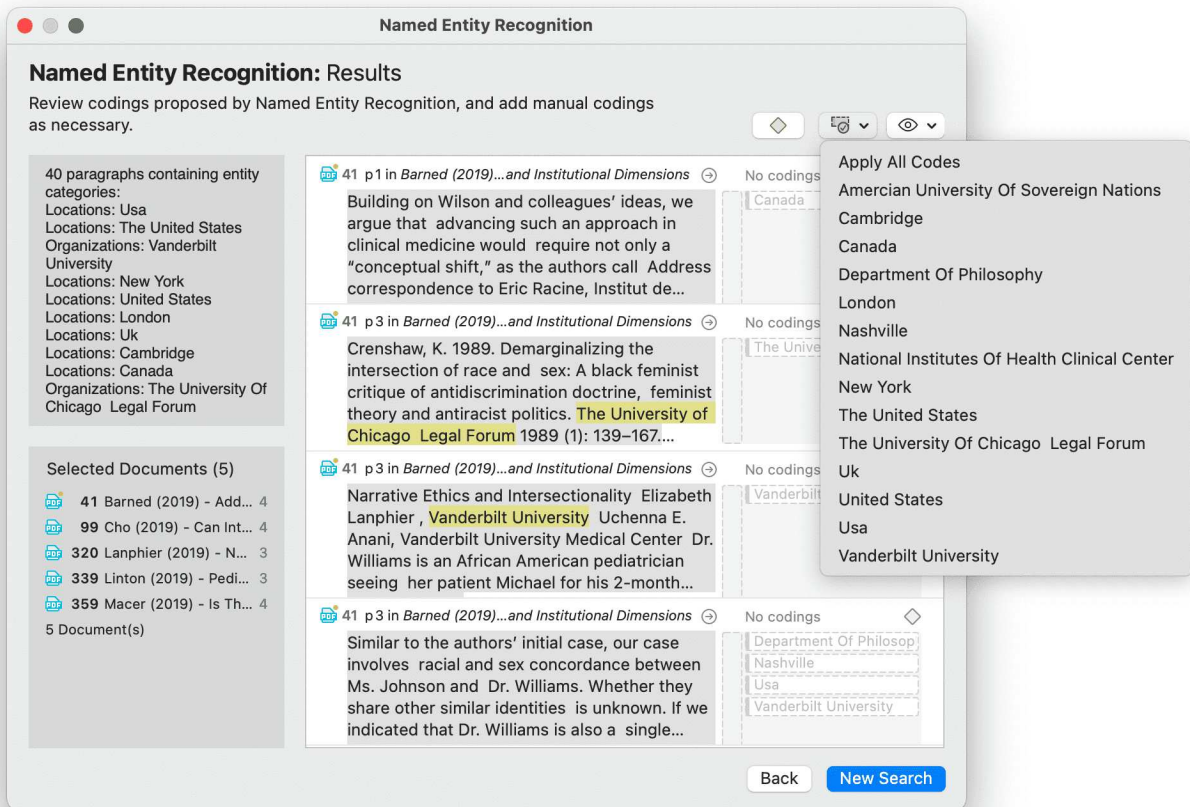 Named Entity Recognition
Named Entity Recognition: Results
Review codings proposed by Named Entity Recognition, and add manual codings
as necessary.
40 paragraphs containing entity
categories:
Locations: Usa
Locations: The United States
Organizations: Vanderbilt
University
Locations: New York
Locations: United States
Locations: London
Locations: Uk
Locations: Cambridge
Locations: Canada
Organizations: The University Of
Chicago Legal Forum
Selected Documents (5)
PDF 41 Barned (2019) - Add... 4
PDF 99 Cho (2019) - Can Int... 4
PDF 320 Lanphier (2019) - N... 3
PDF 339 Linton (2019) - Pedi... 3
PDF 359 Macer (2019) - Is Th... 4
5 Document(s)
PDF 41 p 1 in Barned (2019)...and Institutional Dimensions
No codings
Building on Wilson and colleagues’ ideas, we
argue that advancing such an approach in
clinical medicine would require not only a
“conceptual shift,” as the authors call Address
correspondence to Eric Racine, Institut de...
Canada
PDF 41 p 3 in Barned (2019)...and Institutional Dimensions
No codings
Crenshaw, K. 1989. Demarginalizing the
intersection of race and sex: A black feminist
critique of antidiscrimination doctrine, feminist
theory and antiracist politics. The University of
Chicago Legal Forum 1989 (1): 139–167....
The Unive
PDF 41 p 3 in Barned (2019)...and Institutional Dimensions
No codings
Narrative Ethics and Intersectionality Elizabeth
Lanphier , Vanderbilt University Uchenna E.
Anani, Vanderbilt University Medical Center Dr.
Williams is an African American pediatrician
seeing her patient Michael for his 2-month...
Vanderbilt
PDF 41 p 3 in Barned (2019)...and Institutional Dimensions
No codings
Similar to the authors’ initial case, our case
involves racial and sex concordance between
Ms. Johnson and Dr. Williams. Whether they
share other similar identities is unknown. If we
indicated that Dr. Williams is also a single...
Department Of Philosop
Nashville
Usa
Vanderbilt University
Apply All Codes
Amercian University Of Sovereign Nations
Cambridge
Canada
Department Of Philosophy
London
Nashville
National Institutes Of Health Clinical Center
New York
The United States
The University Of Chicago Legal Forum
Uk
United States
Usa
Vanderbilt University
Back
New Search